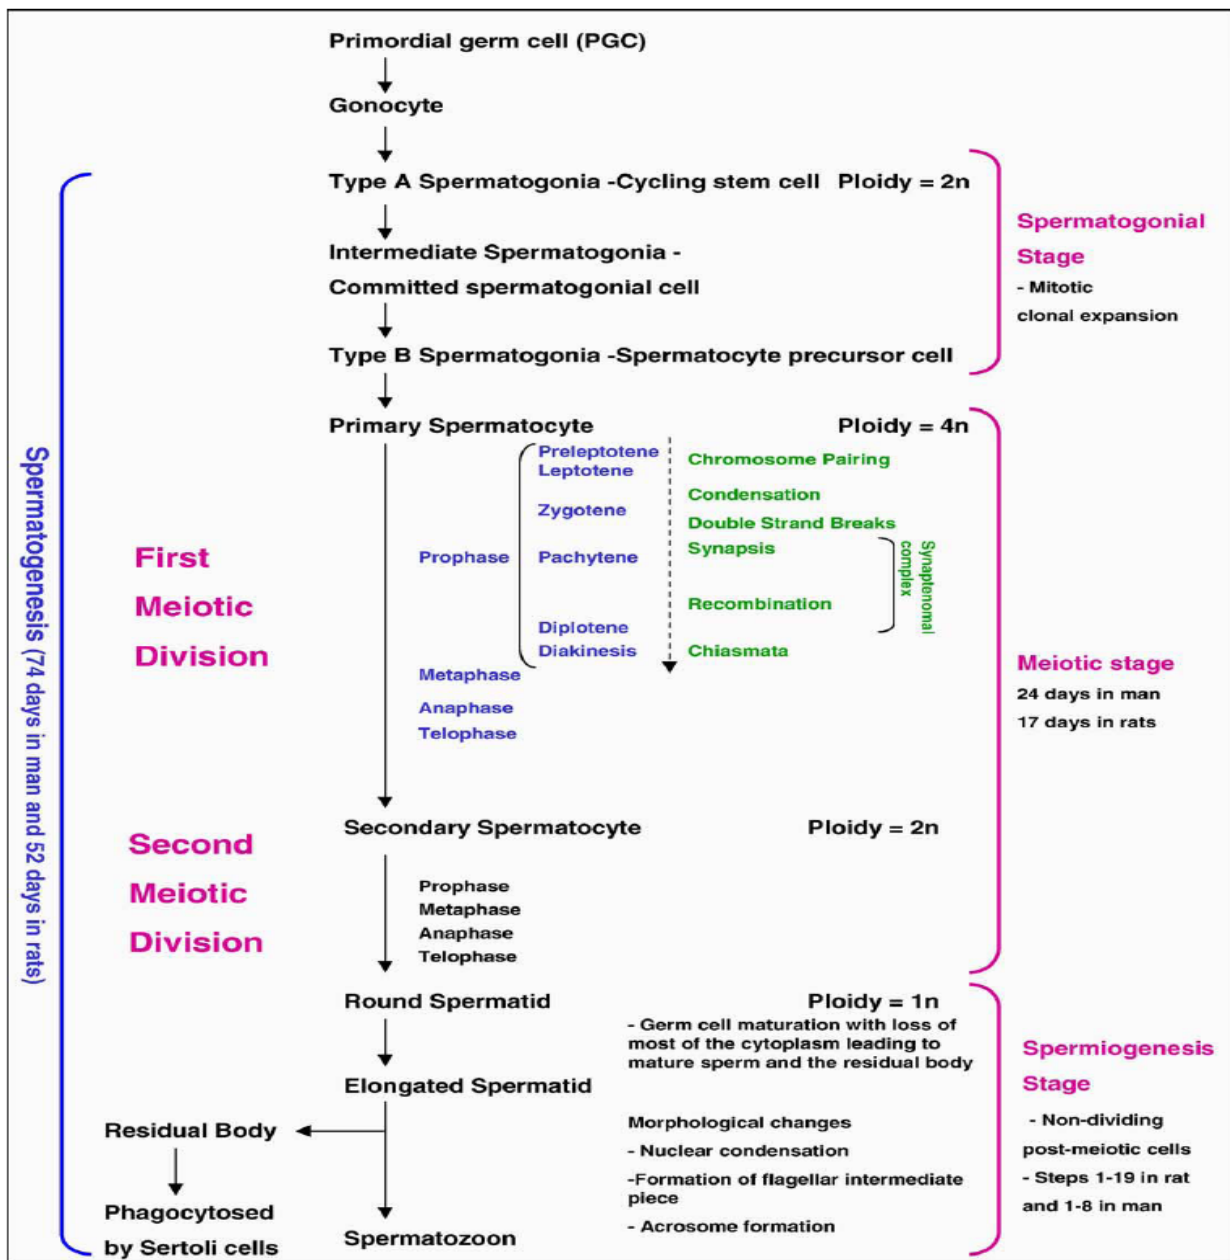 Primordial germ cell (PGC)
Gonocyte
Type A Spermatogonia -Cycling stem cell Ploidy = 2n
Intermediate Spermatogonia -
Committed spermatogonial cell
Type B Spermatogonia -Spermatocyte precursor cell
Spermatogonial
Stage
- Mitotic
clonal expansion
Spermatogenesis (74 days in man and 52 days in rats)
Primary Spermatocyte Ploidy = 4n
First
Meiotic
Division
Prophase
Preleptotene
Leptotene
Zygotene
Pachytene
Diplotene
Diakinesis
Metaphase
Anaphase
Telophase
Chromosome Pairing
Condensation
Double Strand Breaks
Synapsis
Recombination
Chiasmata
Synaptenomal
complex
Meiotic stage
24 days in man
17 days in rats
Secondary Spermatocyte Ploidy = 2n
Second
Meiotic
Division
Prophase
Metaphase
Anaphase
Telophase
Round Spermatid Ploidy = 1n
- Germ cell maturation with loss of
most of the cytoplasm leading to
mature sperm and the residual body
Elongated Spermatid
Residual Body
Phagocytosed
by Sertoli cells
Morphological changes
- Nuclear condensation
-Formation of flagellar intermediate
piece
- Acrosome formation
Spermatozoon
Spermiogenesis
Stage
- Non-dividing
post-meiotic cells
- Steps 1-19 in rat
and 1-8 in man